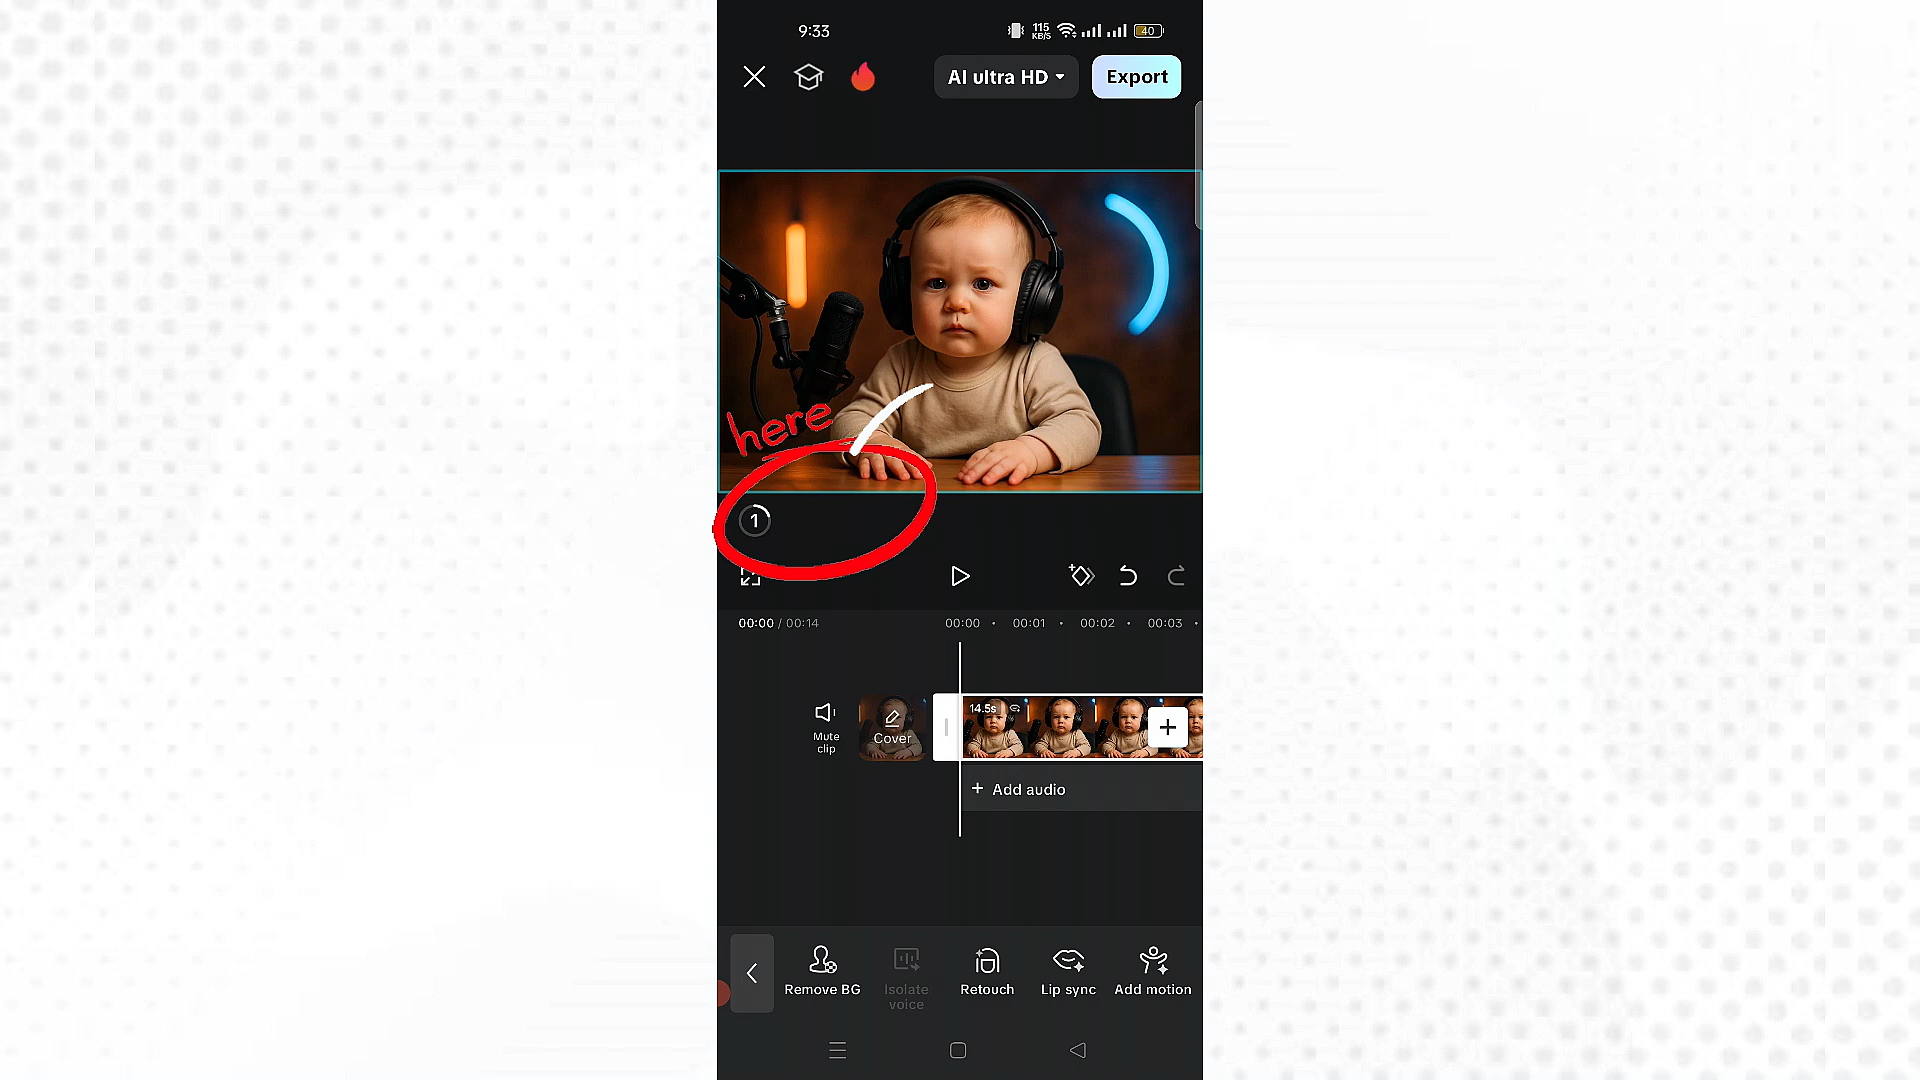 9:33
115
KB/S
40
AI ultra HD
Export
here
1
00:00 / 00:14
00:00 • 00:01 • 00:02 • 00:03 •
Mute
clip
Cover
14.5s
+ Add audio
Remove BG
Isolate
voice
Retouch
Lip sync
Add motion